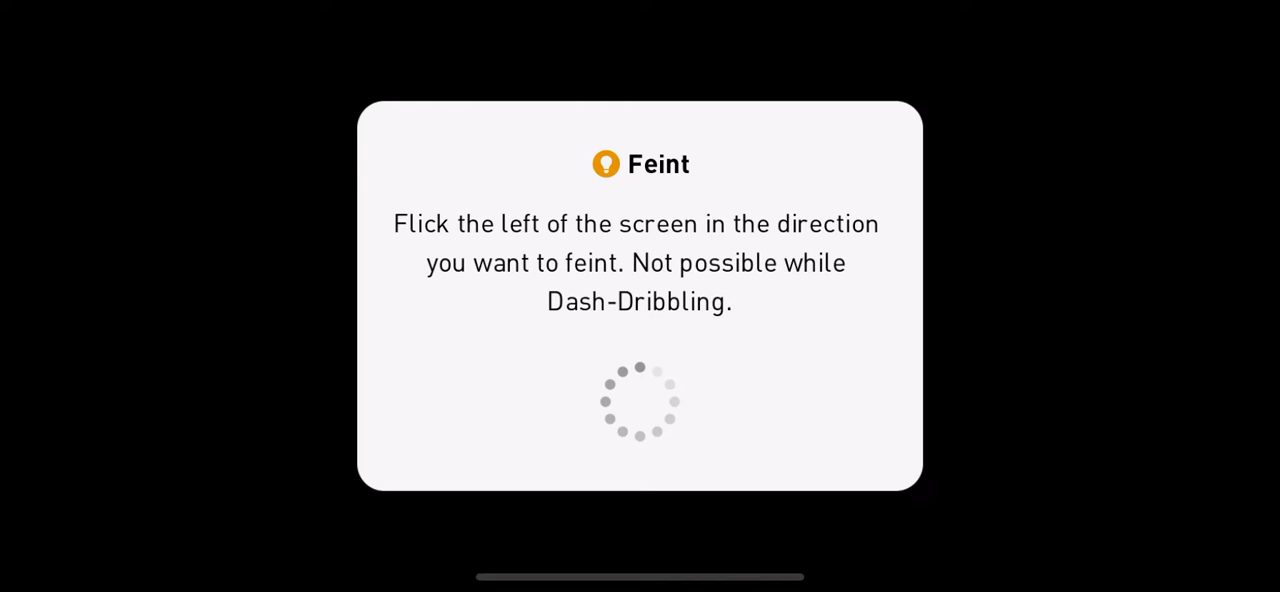 Feint
Flick the left of the screen in the direction
you want to feint. Not possible while
Dash-Dribbling.